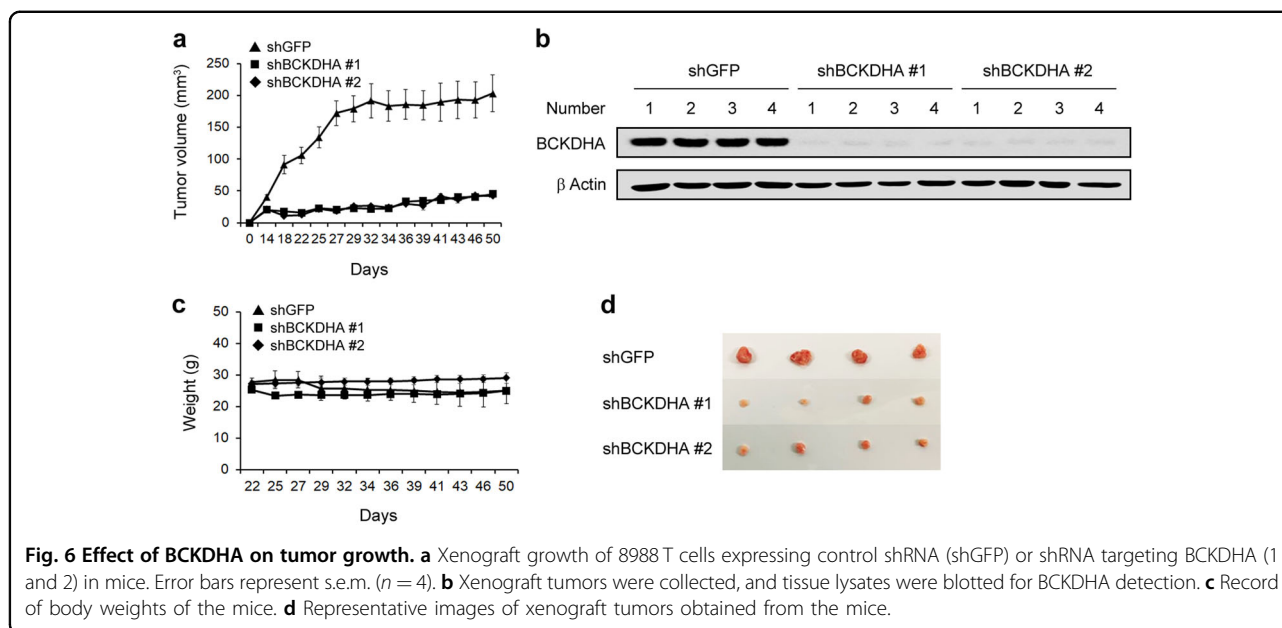 a
shGFP
shBCKDHA #1
shBCKDHA #2
250
200
150
100
50
0
Tumor volume (mm³)
0 14 18 22 25 27 29 32 34 36 39 41 43 46 50
Days
b
shGFP shBCKDHA #1 shBCKDHA #2
Number 1 2 3 4 1 2 3 4 1 2 3 4
BCKDHA
β Actin
c
shGFP
shBCKDHA #1
shBCKDHA #2
50
40
30
20
10
0
Weight (g)
22 25 27 29 32 34 36 39 41 43 46 50
Days
d
shGFP
shBCKDHA #1
shBCKDHA #2
Fig. 6 Effect of BCKDHA on tumor growth. a Xenograft growth of 8988 T cells expressing control shRNA (shGFP) or shRNA targeting BCKDHA (1
and 2) in mice. Error bars represent s.e.m. (n = 4). b Xenograft tumors were collected, and tissue lysates were blotted for BCKDHA detection. c Record
of body weights of the mice. d Representative images of xenograft tumors obtained from the mice.